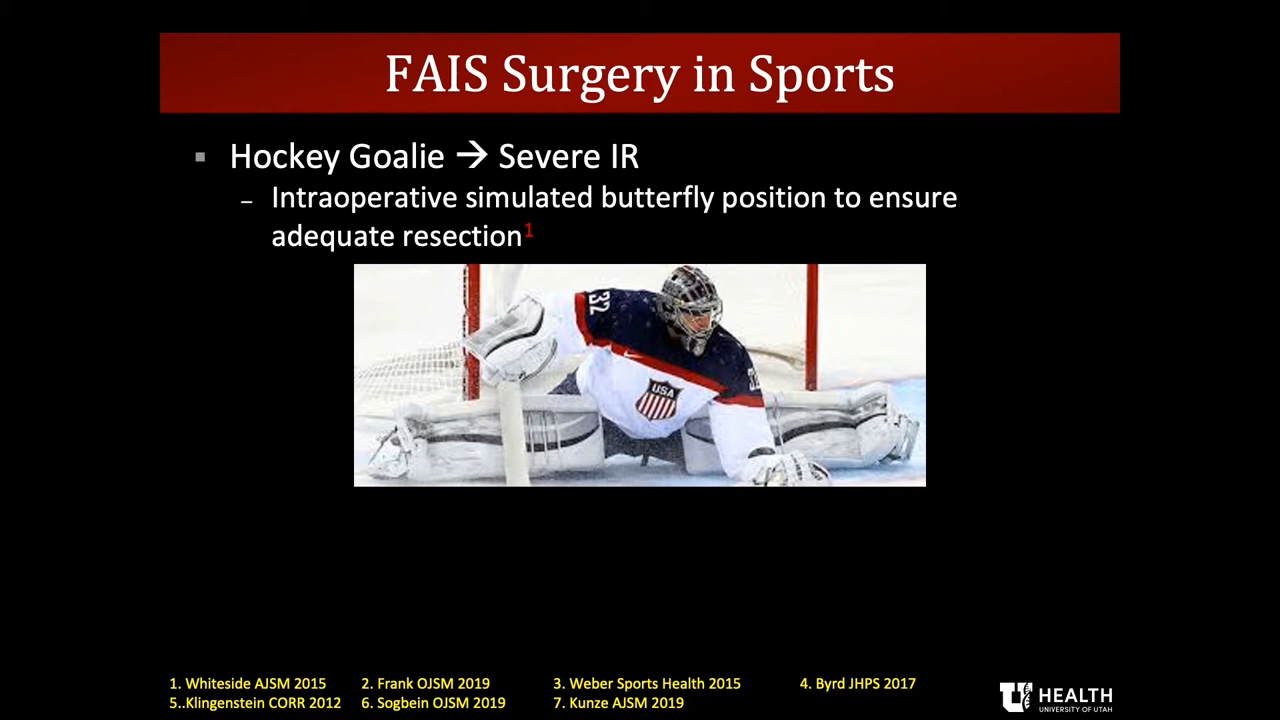 FAIS Surgery in Sports
▪ Hockey Goalie → Severe IR
– Intraoperative simulated butterfly position to ensure
adequate resection1
32
USA
1. Whiteside AJSM 2015 2. Frank OJSM 2019 3. Weber Sports Health 2015 4. Byrd JHPS 2017
5..Klingenstein CORR 2012 6. Sogbein OJSM 2019 7. Kunze AJSM 2019
U HEALTH
UNIVERSITY OF UTAH